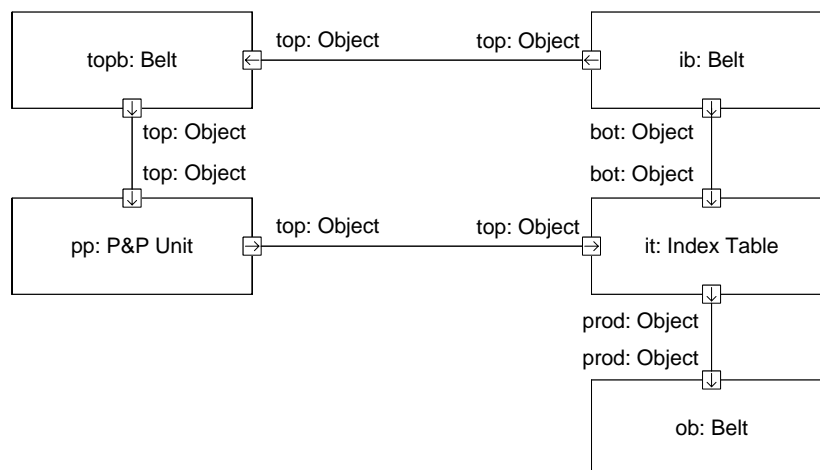 topb: Belt
top: Object
top: Object
ib: Belt
top: Object
bot: Object
top: Object
bot: Object
pp: P&P Unit
top: Object
top: Object
it: Index Table
prod: Object
prod: Object
ob: Belt